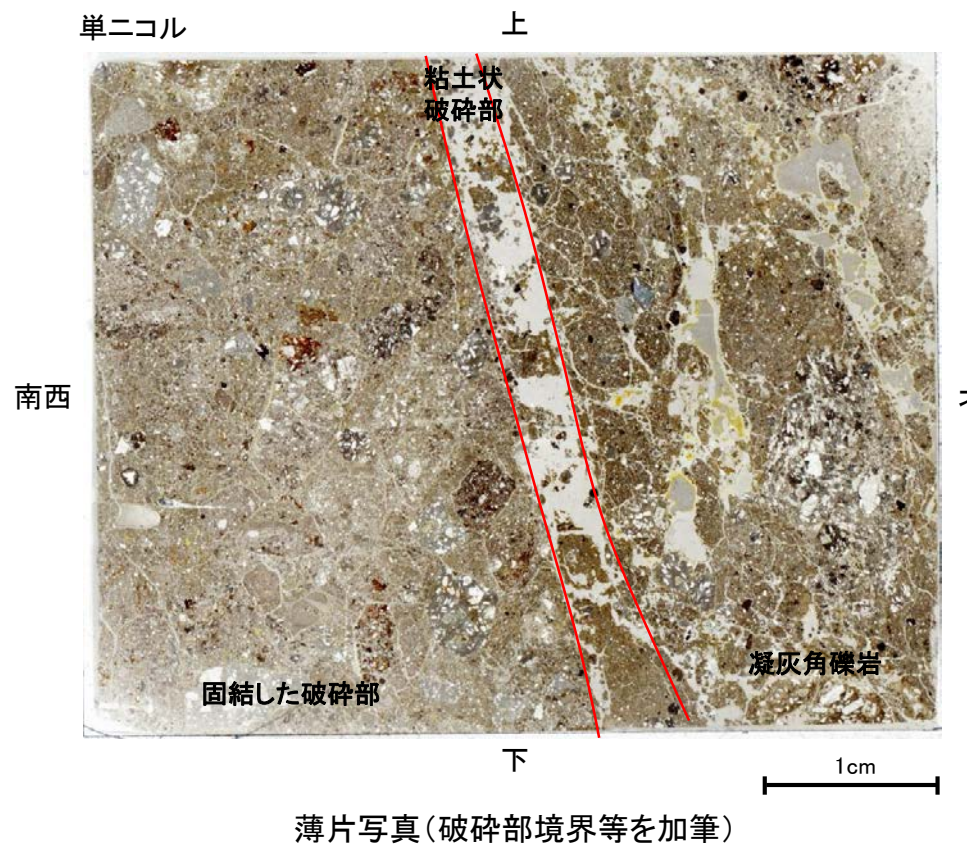 単ニコル
上
粘土状
破砕部
南西
凝灰角礫岩
固結した破砕部
下
1cm
薄片写真（破砕部境界等を加筆）